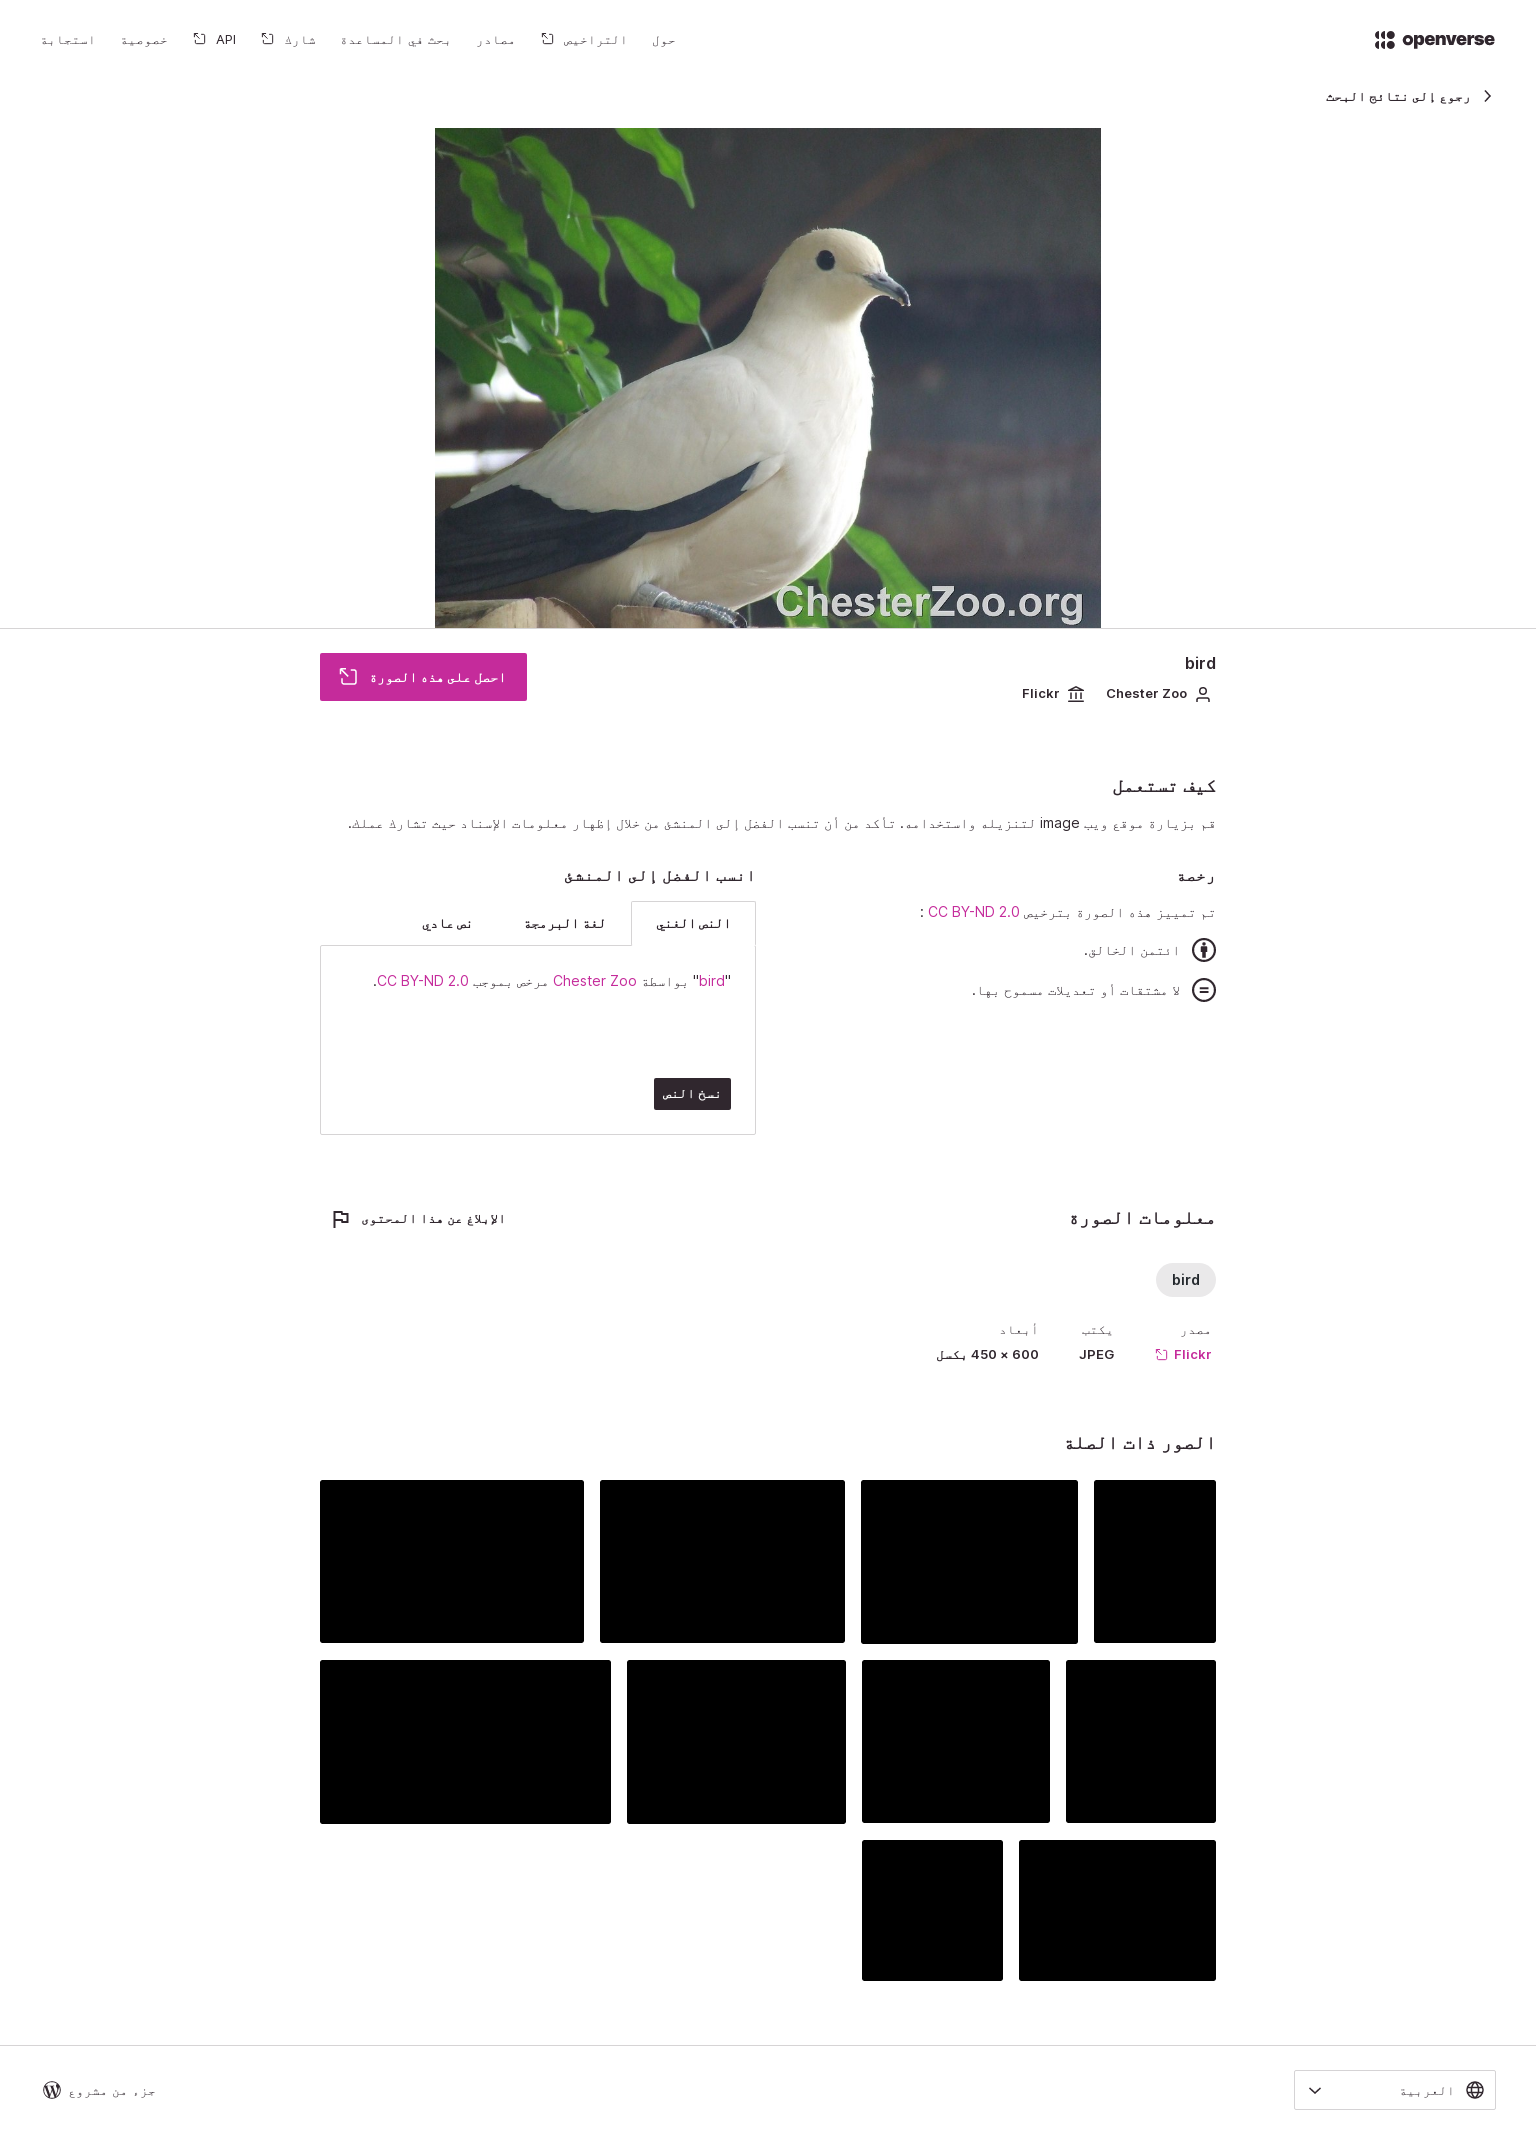 openverse
حول
التراخيص
مصادر
بحث في المساعدة
شارك
API
خصوصية
استجابة
رجوع إلى نتائج البحث
ChesterZoo.org
bird
Chester Zoo
Flickr
احصل على هذه الصورة
كيف تستعمل
قم بزيارة موقع ويب image لتنزيله واستخدامه. تأكد من أن تنسب الفضل إلى المنشئ من خلال إظهار معلومات الإسناد حيث تشارك عملك.
رخصة
تم تمييز هذه الصورة بترخيص CC BY-ND 2.0 :
ائتمن الخالق.
لا مشتقات أو تعديلات مسموح بها.
انسب الفضل إلى المنشئ
النص الغني
لغة البرمجة
نص عادي
"bird" بواسطة Chester Zoo مرخص بموجب CC BY-ND 2.0.
نسخ النص
معلومات الصورة
الإبلاغ عن هذا المحتوى
bird
مصدر
Flickr
يكتب
JPEG
أبعاد
600 × 450 بكسل
الصور ذات الصلة
العربية
جزء من مشروع